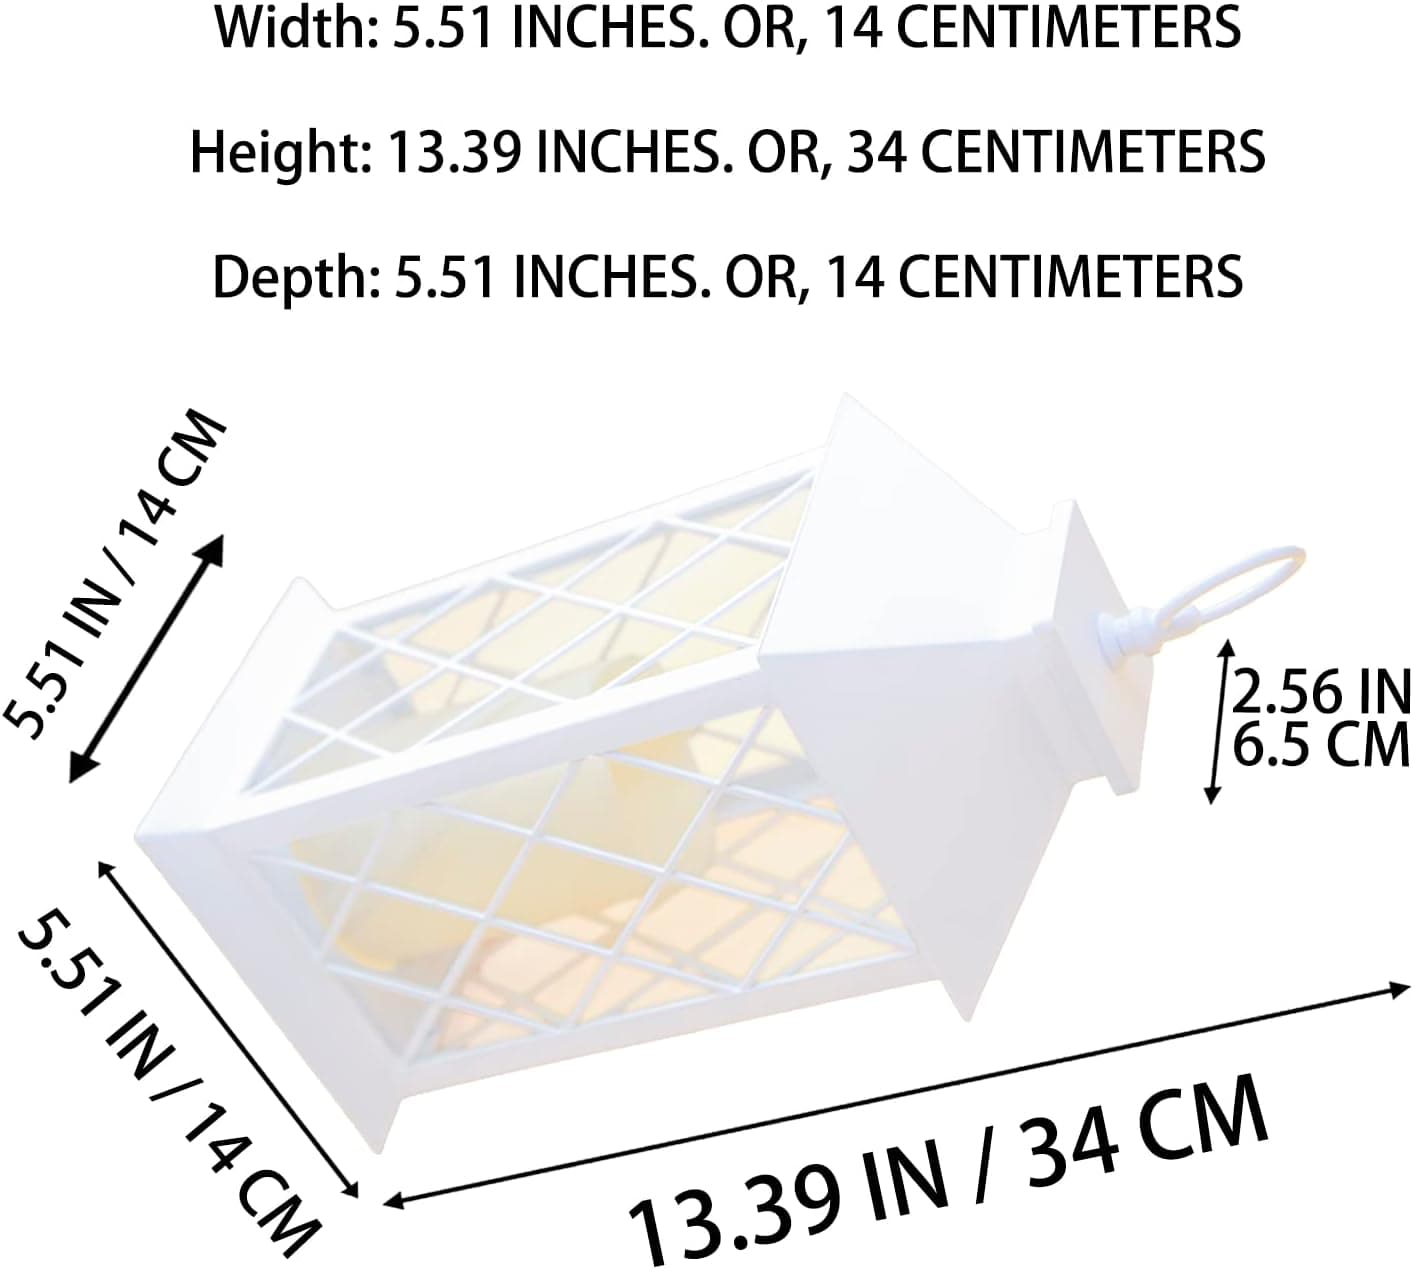 Width: 5.51 INCHES. OR, 14 CENTIMETERS
Height: 13.39 INCHES. OR, 34 CENTIMETERS
Depth: 5.51 INCHES. OR, 14 CENTIMETERS
5.51 IN / 14 CM
2.56 IN
6.5 CM
5.51 IN / 14 CM
13.39 IN / 34 CM